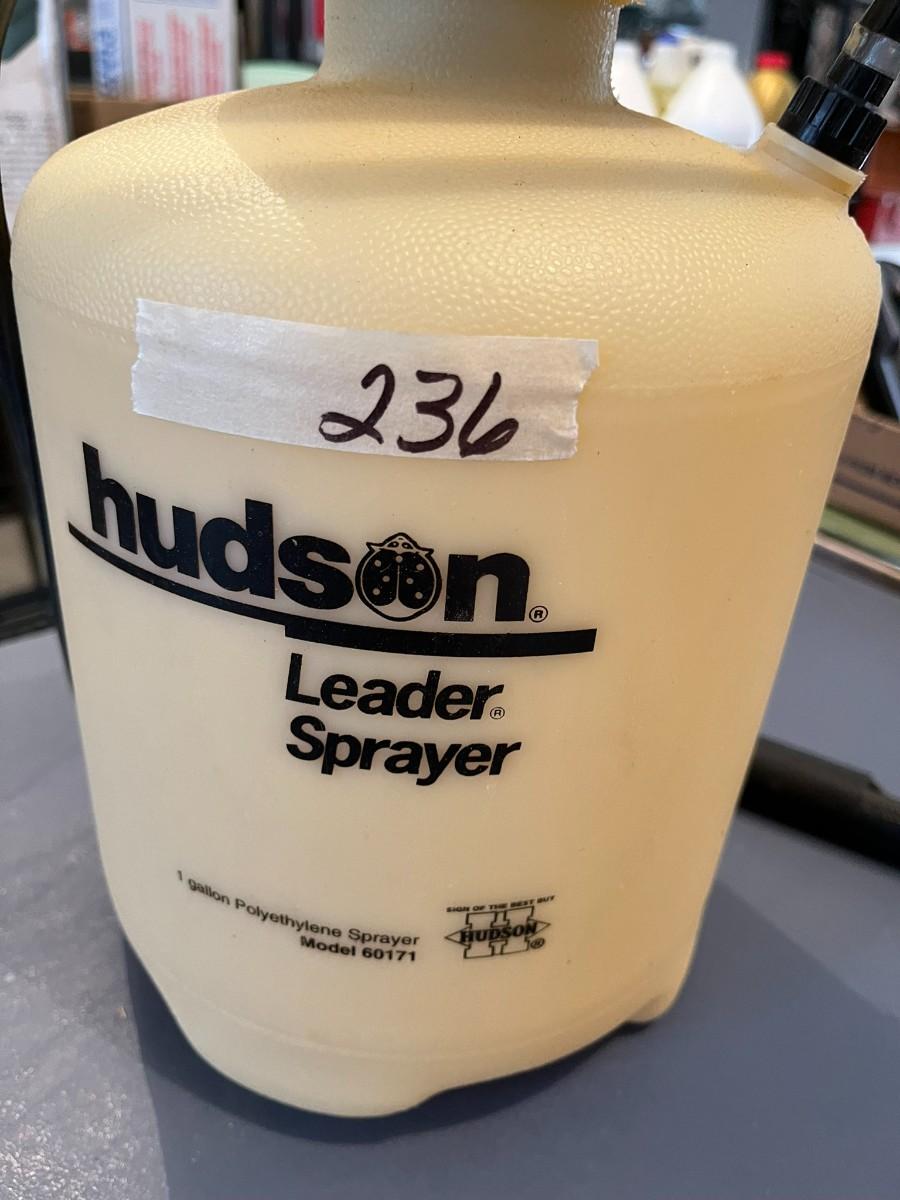 236
hudson®
Leader®
Sprayer
1 gallon Polyethylene Sprayer
Model 60171
SIGN OF THE BEST BUY
HUDSON®